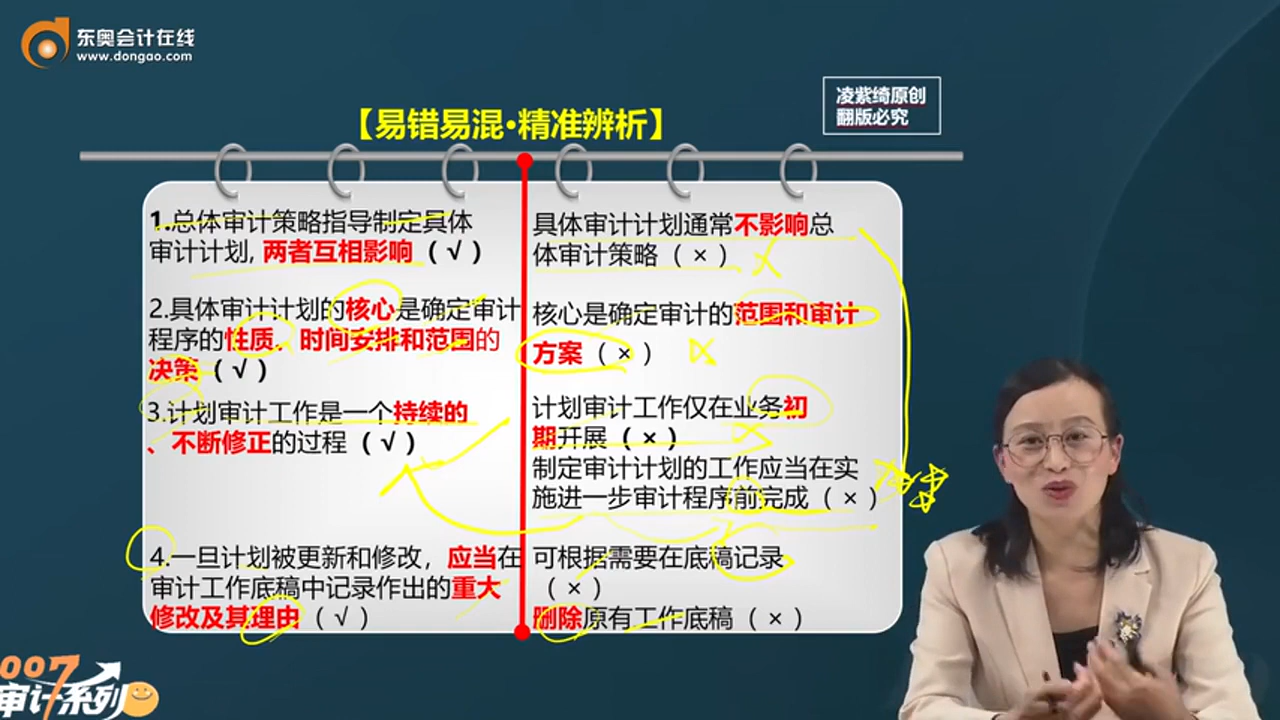 东奥会计在线
www.dongao.com
凌紫绮原创
翻版必究
【易错易混·精准辨析】
1.总体审计策略指导制定具体
审计计划, 两者互相影响（√）
具体审计计划通常不影响总
体审计策略（×）
2.具体审计计划的核心是确定审计
程序的性质、时间安排和范围的
决策（√）
核心是确定审计的范围和审计
方案（×）
3.计划审计工作是一个持续的
、不断修正的过程（√）
计划审计工作仅在业务初
期开展（×）
制定审计计划的工作应当在实
施进一步审计程序前完成（×）
4.一旦计划被更新和修改，应当在
审计工作底稿中记录作出的重大
修改及其理由（√）
可根据需要在底稿记录
（×）
删除原有工作底稿（×）
007
审计系列